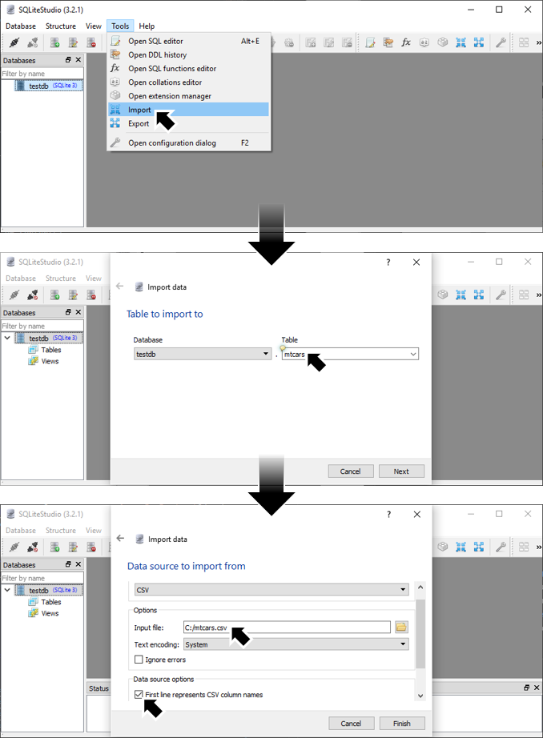 SQLiteStudio (3.2.1)
Database Structure View Tools Help
Databases
Filter by name
testdb (SQLite 3)
Open SQL editor Alt+E
Open DDL history
Open SQL functions editor
Open collations editor
Open extension manager
Import
Export
Open configuration dialog F2
SQLiteStudio (3.2.1)
Database Structure View
Databases
Filter by name
testdb (SQLite 3)
Tables
Views
Import data
Table to import to
Database Table
testdb . mtcars
Cancel Next
SQLiteStudio (3.2.1)
Database Structure View
Databases
Filter by name
testdb (SQLite 3)
Tables
Views
Status
Import data
Data source to import from
CSV
Options
Input file: C:/mtcars.csv
Text encoding: System
Ignore errors
Data source options
First line represents CSV column names
Cancel Finish